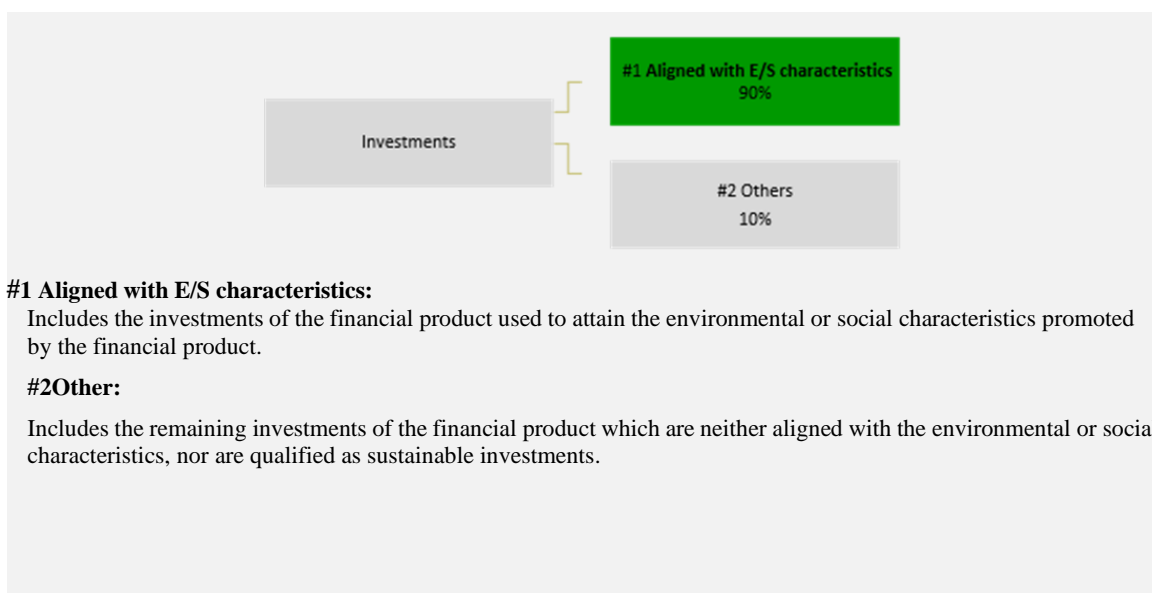 #1 Aligned with E/S characteristics
90%
Investments
#2 Others
10%
#1 Aligned with E/S characteristics:
Includes the investments of the financial product used to attain the environmental or social characteristics promoted
by the financial product.
#2Other:
Includes the remaining investments of the financial product which are neither aligned with the environmental or socia
characteristics, nor are qualified as sustainable investments.